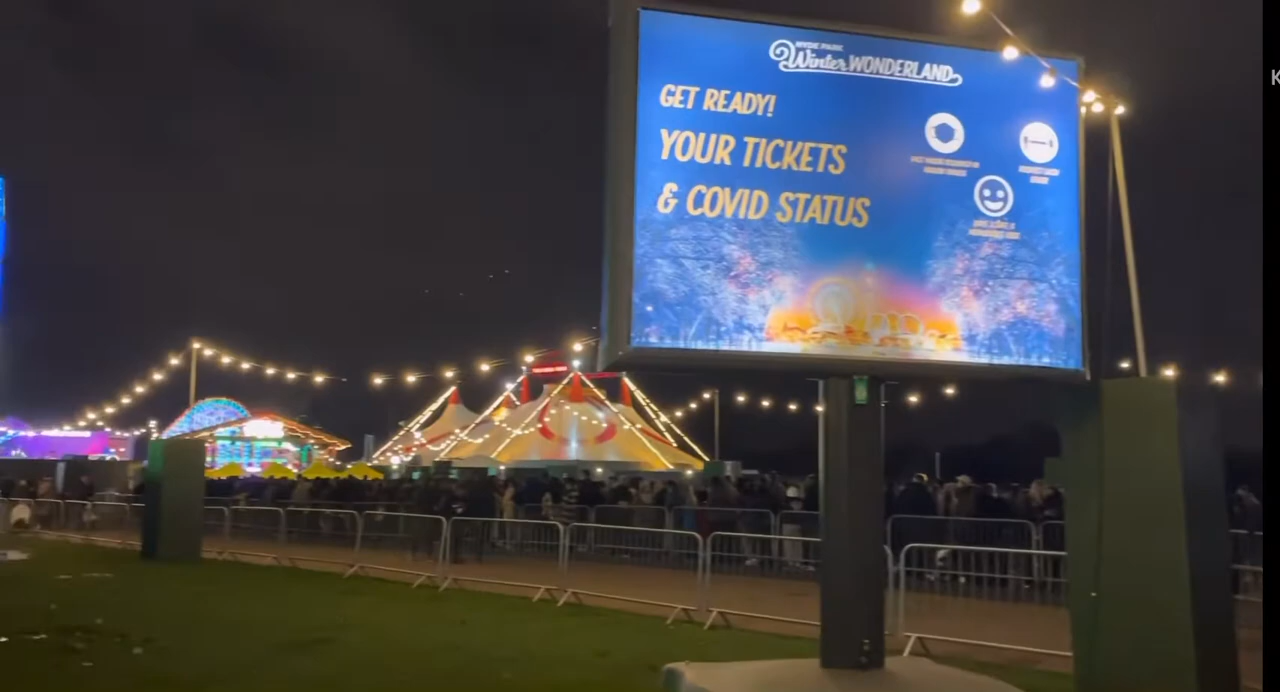 HYDE PARK
Winter WONDERLAND
GET READY!
YOUR TICKETS
& COVID STATUS
K